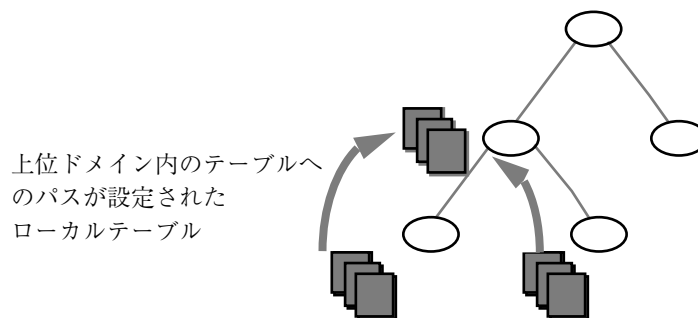 上位ドメイン内のテーブルへ
のパスが設定された
ローカルテーブル